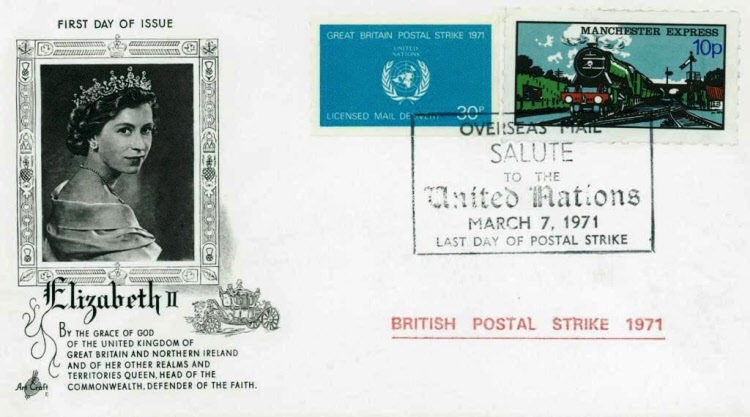 FIRST DAY OF ISSUE
GREAT BRITAIN POSTAL STRIKE 1971
UNITED
NATIONS
LICENSED MAIL DELIVERY 30P
MANCHESTER EXPRESS
10p
OVERSEAS MAIL
SALUTE
TO THE
United Nations
MARCH 7, 1971
LAST DAY OF POSTAL STRIKE
BRITISH POSTAL STRIKE 1971
Elizabeth II
BY THE GRACE OF GOD
OF THE UNITED KINGDOM OF
GREAT BRITAIN AND NORTHERN IRELAND
AND OF HER OTHER REALMS AND
TERRITORIES QUEEN, HEAD OF THE
COMMONWEALTH, DEFENDER OF THE FAITH.
Art Craft